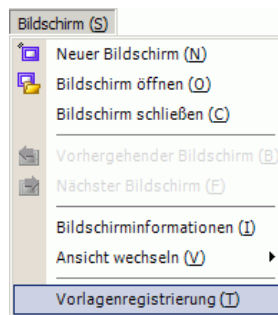 Bildschirm (S)
Neuer Bildschirm (N)
Bildschirm öffnen (O)
Bildschirm schließen (C)
Vorhergehender Bildschirm (B)
Nächster Bildschirm (F)
Bildschirminformationen (I)
Ansicht wechseln (V)
Vorlagenregistrierung (T)